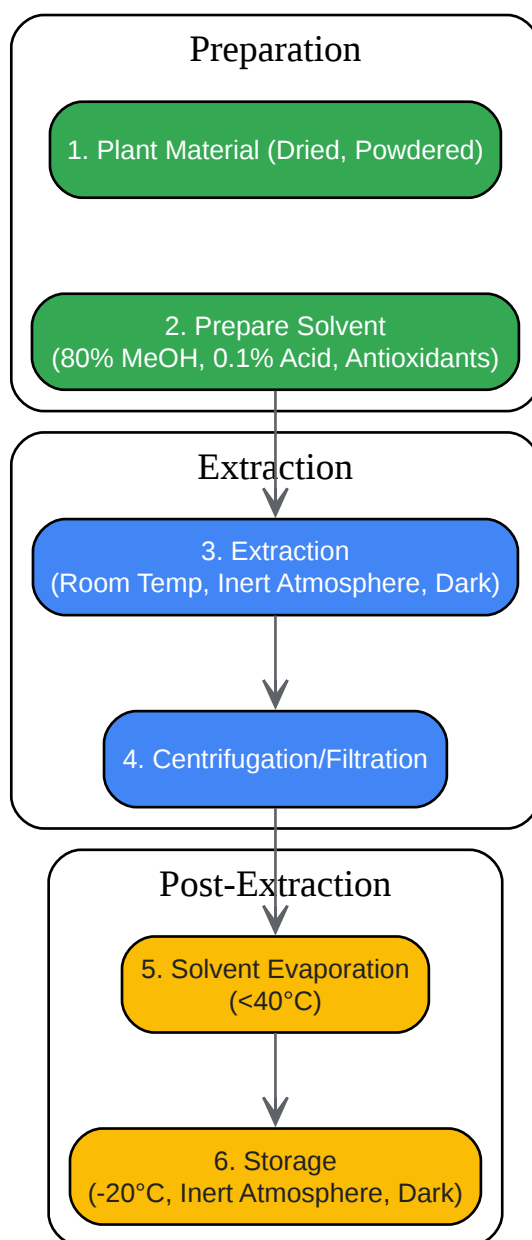 Preparation
1. Plant Material (Dried, Powdered)
2. Prepare Solvent
(80% MeOH, 0.1% Acid, Antioxidants)
Extraction
3. Extraction
(Room Temp, Inert Atmosphere, Dark)
4. Centrifugation/Filtration
Post-Extraction
5. Solvent Evaporation
(<40°C)
6. Storage
(-20°C, Inert Atmosphere, Dark)